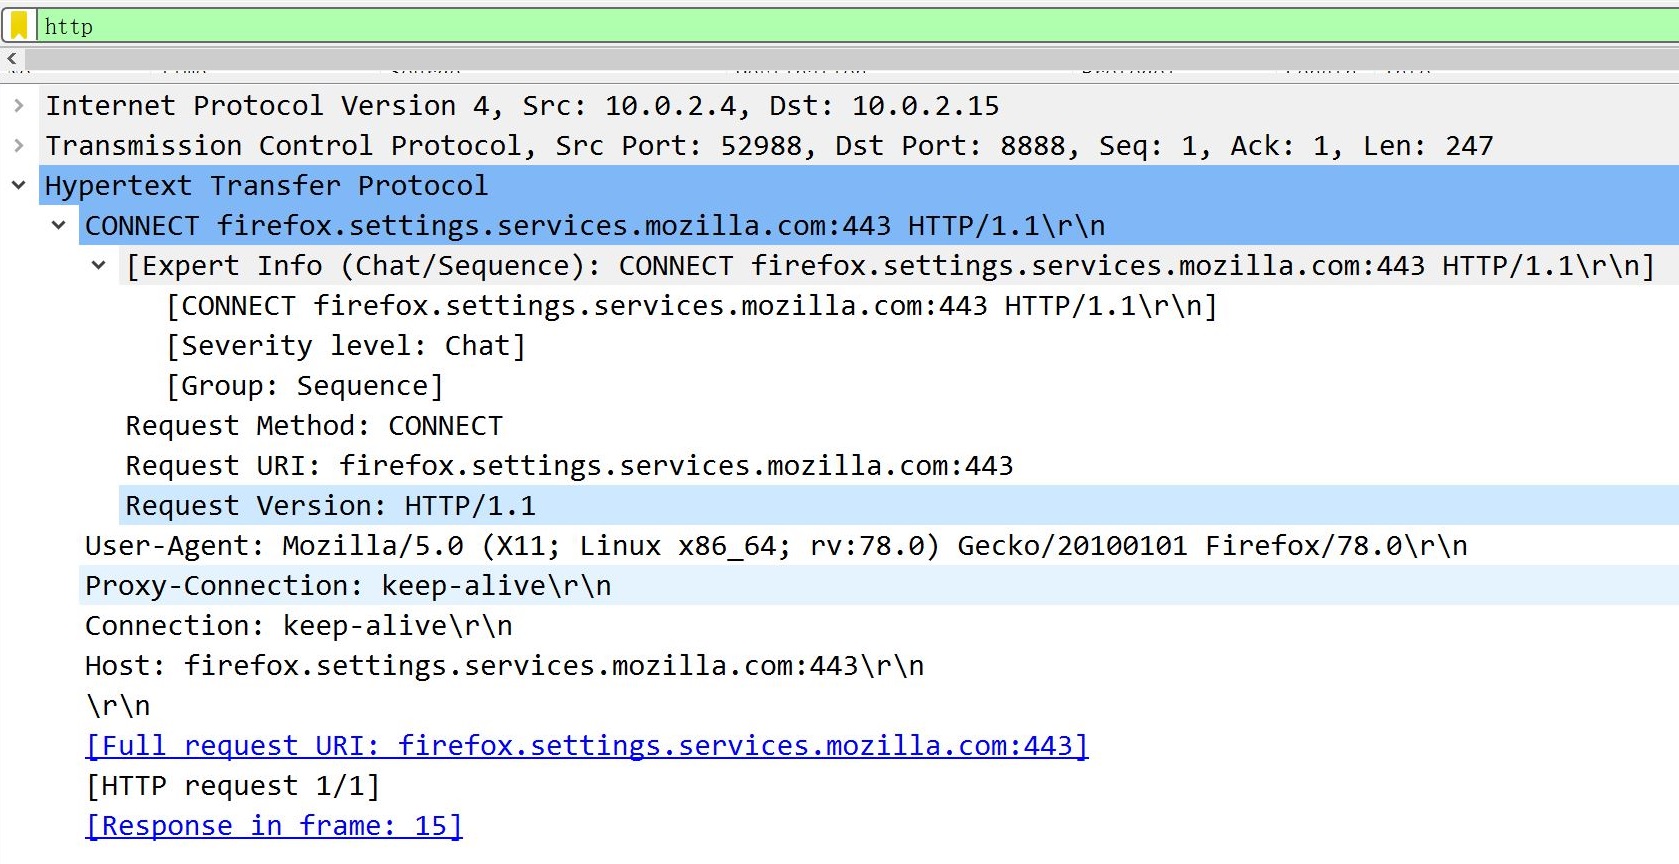 http
Internet Protocol Version 4, Src: 10.0.2.4, Dst: 10.0.2.15
Transmission Control Protocol, Src Port: 52988, Dst Port: 8888, Seq: 1, Ack: 1, Len: 247
Hypertext Transfer Protocol
CONNECT firefox.settings.services.mozilla.com:443 HTTP/1.1\r\n
[Expert Info (Chat/Sequence): CONNECT firefox.settings.services.mozilla.com:443 HTTP/1.1\r\n]
[CONNECT firefox.settings.services.mozilla.com:443 HTTP/1.1\r\n]
[Severity level: Chat]
[Group: Sequence]
Request Method: CONNECT
Request URI: firefox.settings.services.mozilla.com:443
Request Version: HTTP/1.1
User-Agent: Mozilla/5.0 (X11; Linux x86_64; rv:78.0) Gecko/20100101 Firefox/78.0\r\n
Proxy-Connection: keep-alive\r\n
Connection: keep-alive\r\n
Host: firefox.settings.services.mozilla.com:443\r\n
\r\n
[Full request URI: firefox.settings.services.mozilla.com:443]
[HTTP request 1/1]
[Response in frame: 15]